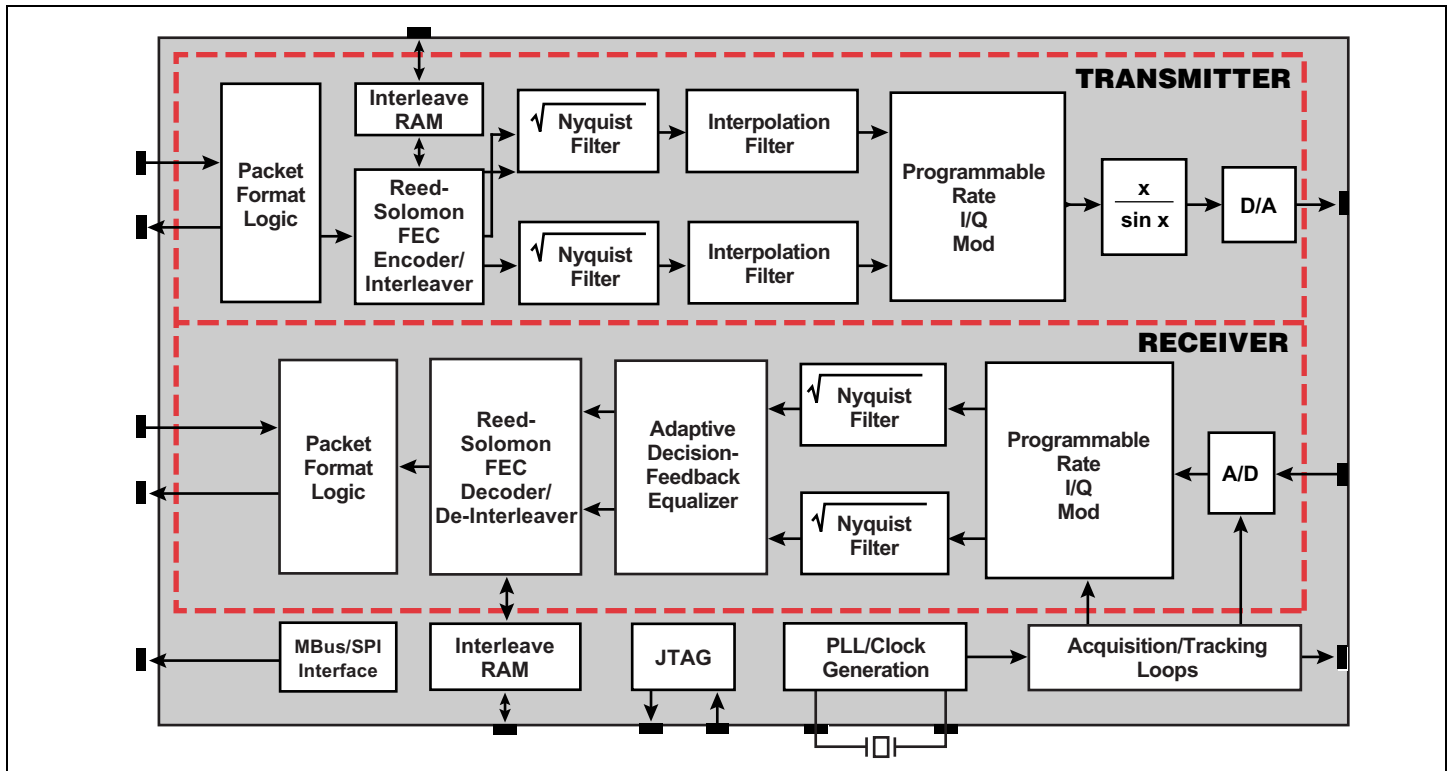 TRANSMITTER
Interleave
RAM
Packet
Format
Logic
Reed-
Solomon
FEC
Encoder/
Interleaver
√ Nyquist
Filter
Interpolation
Filter
√ Nyquist
Filter
Interpolation
Filter
Programmable
Rate
I/Q
Mod
x
sin x
D/A
RECEIVER
Packet
Format
Logic
Reed-
Solomon
FEC
Decoder/
De-Interleaver
Adaptive
Decision-
Feedback
Equalizer
√ Nyquist
Filter
√ Nyquist
Filter
Programmable
Rate
I/Q
Mod
A/D
MBus/SPI
Interface
Interleave
RAM
JTAG
PLL/Clock
Generation
Acquisition/Tracking
Loops